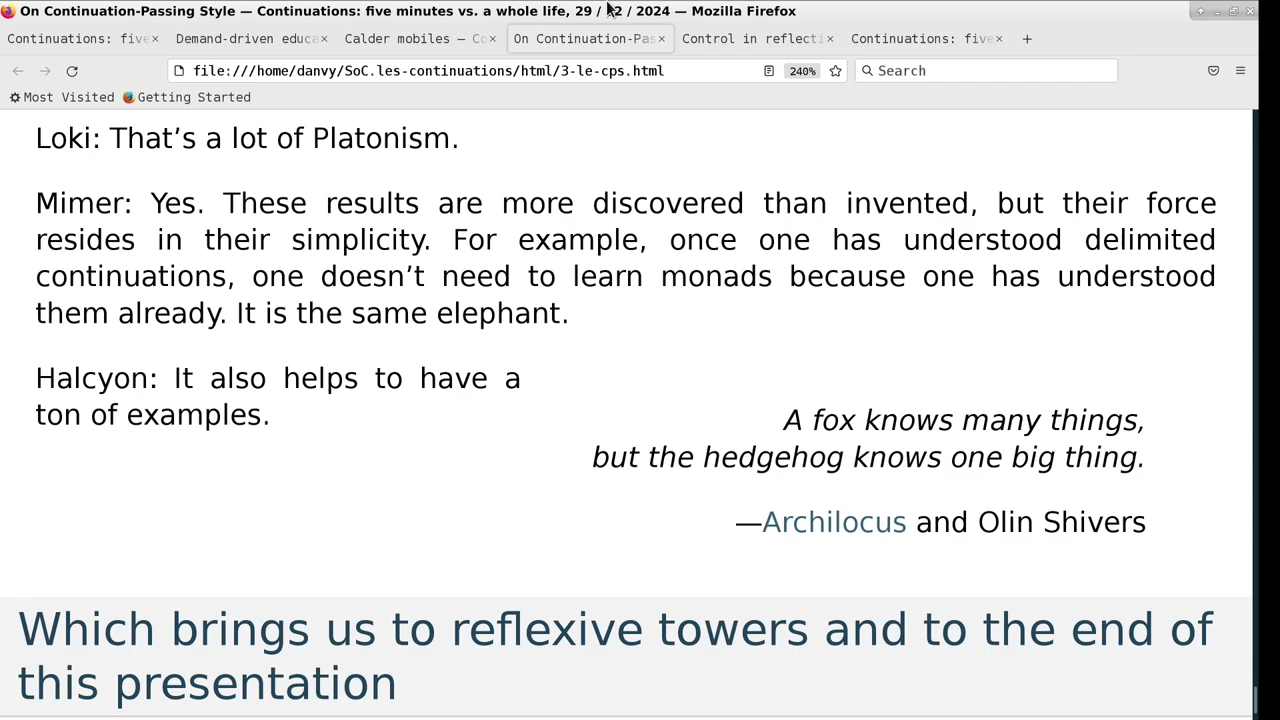 On Continuation-Passing Style — Continuations: five minutes vs. a whole life, 29 / 2 / 2024 — Mozilla Firefox
Continuations: five Demand-driven educa Calder mobiles — Co On Continuation-Pas Control in reflecti Continuations: five
file:///home/danvy/SoC.les-continuations/html/3-le-cps.html 240% Search
Most Visited Getting Started
Loki: That’s a lot of Platonism.
Mimer: Yes. These results are more discovered than invented, but their force
resides in their simplicity. For example, once one has understood delimited
continuations, one doesn’t need to learn monads because one has understood
them already. It is the same elephant.
Halcyon: It also helps to have a
ton of examples.
A fox knows many things,
but the hedgehog knows one big thing.
—Archilocus and Olin Shivers
Which brings us to reflexive towers and to the end of
this presentation